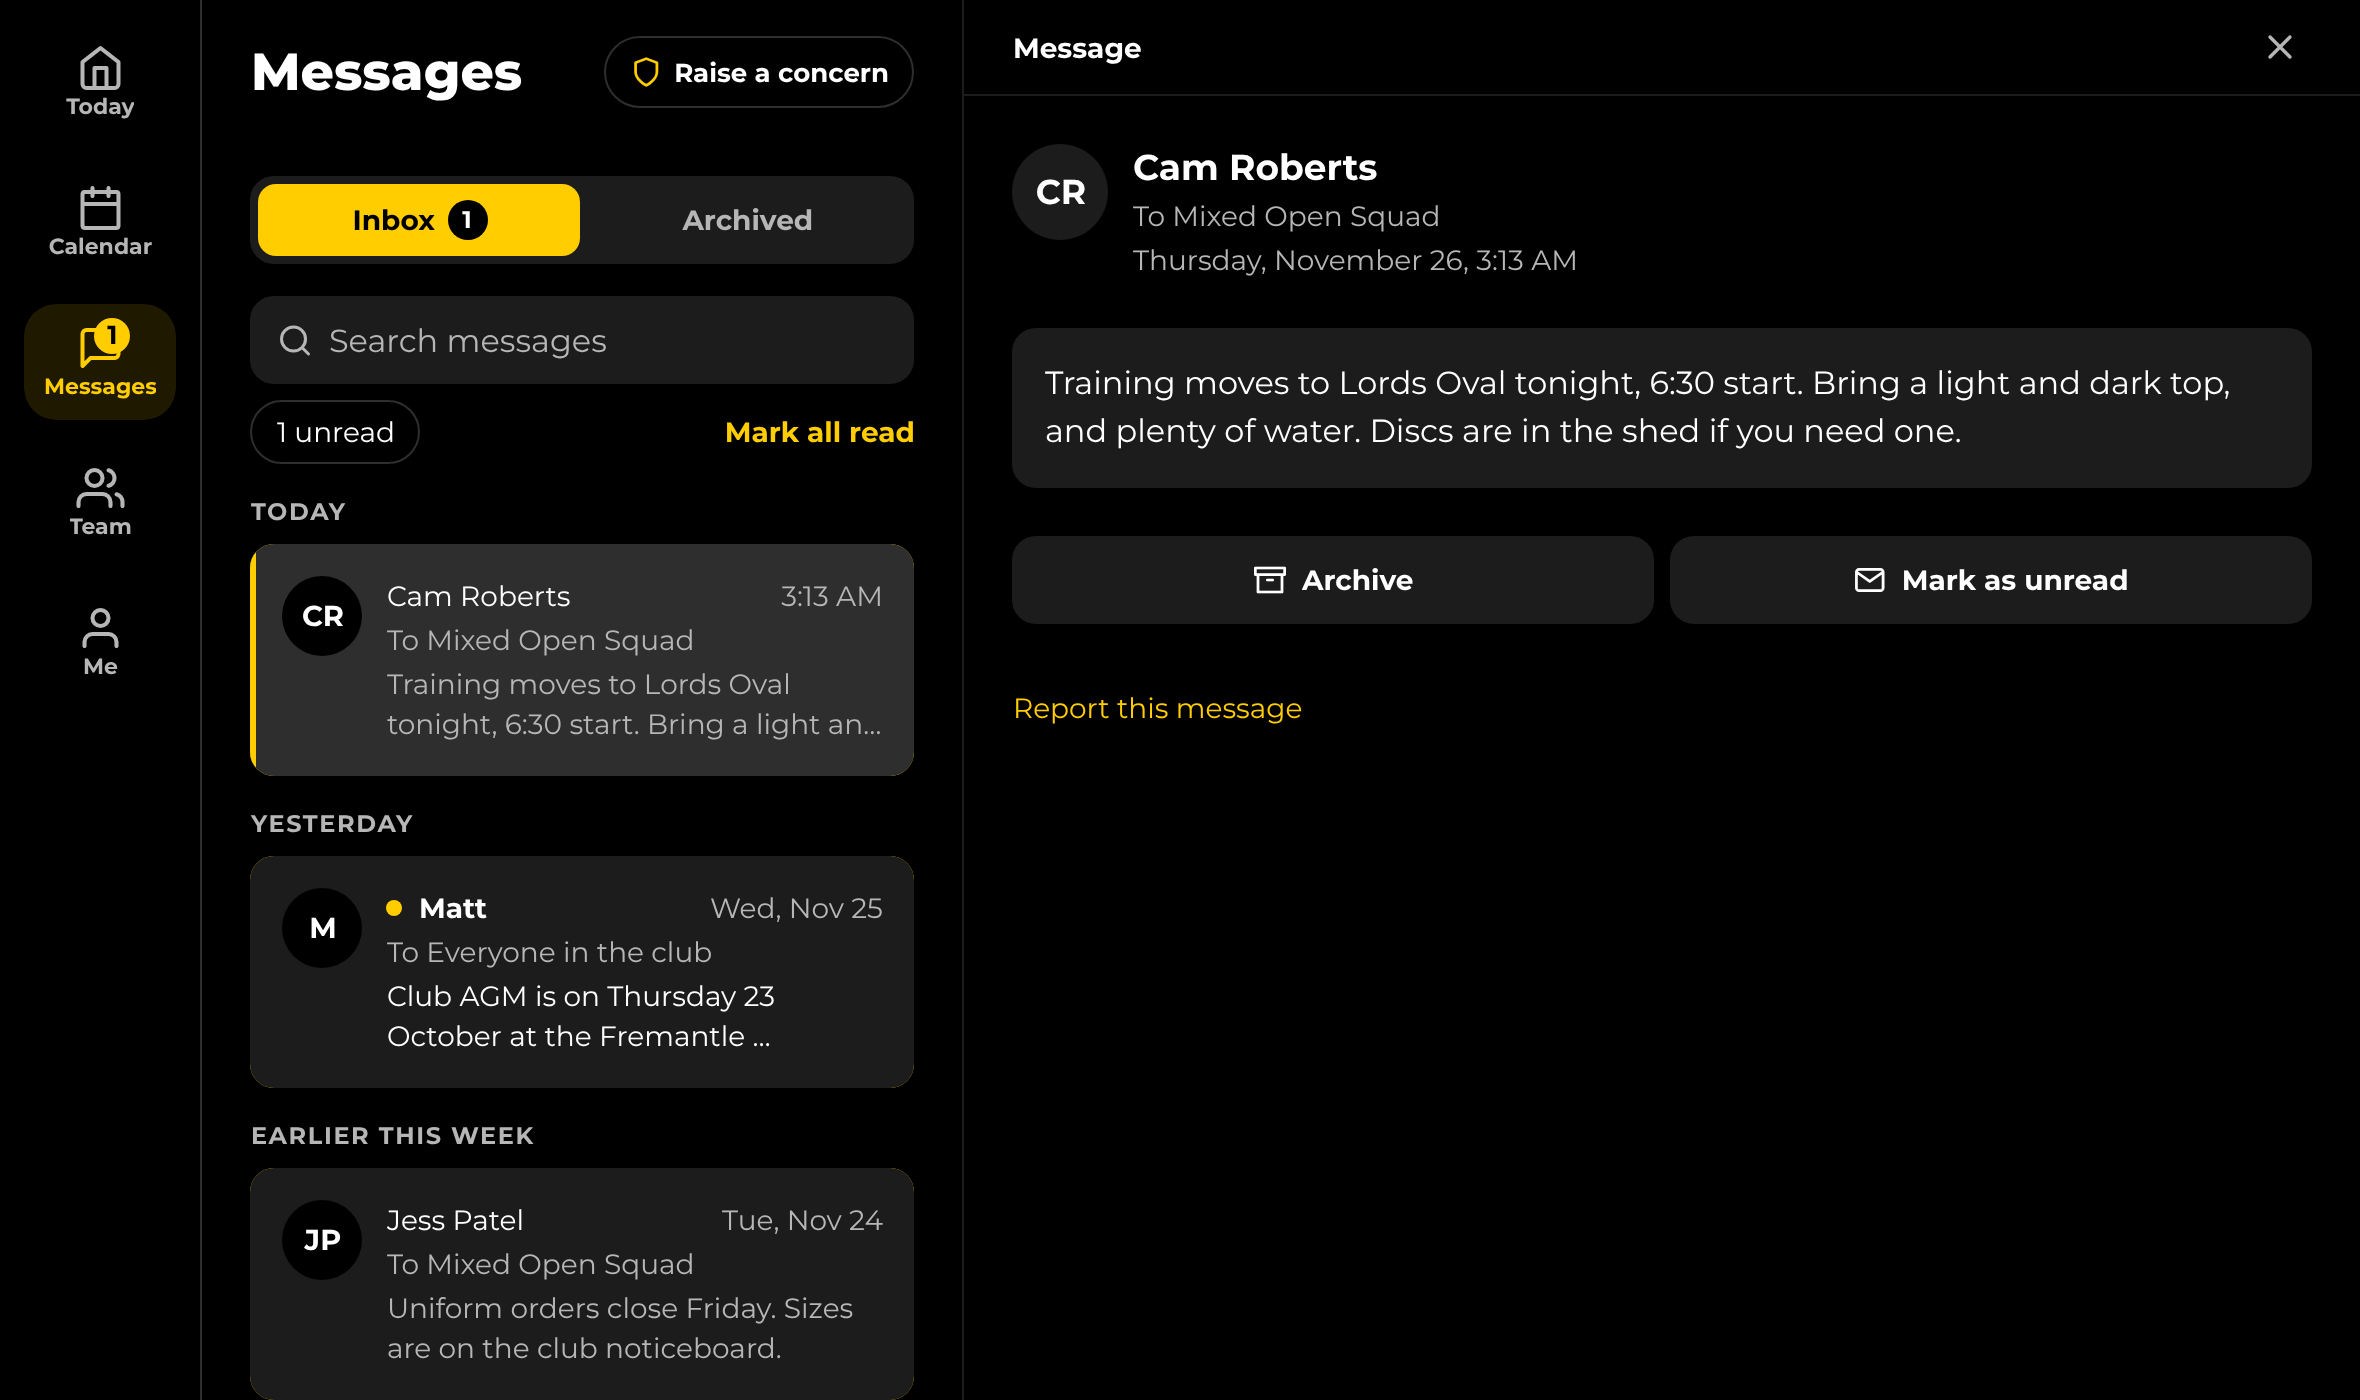 Today
Calendar
1
Messages
Team
Me
Messages
Raise a concern
Inbox 1
Archived
Search messages
1 unread
Mark all read
TODAY
CR
Cam Roberts
3:13 AM
To Mixed Open Squad
Training moves to Lords Oval
tonight, 6:30 start. Bring a light an...
YESTERDAY
M
Matt
Wed, Nov 25
To Everyone in the club
Club AGM is on Thursday 23
October at the Fremantle ...
EARLIER THIS WEEK
JP
Jess Patel
Tue, Nov 24
To Mixed Open Squad
Uniform orders close Friday. Sizes
are on the club noticeboard.
Message
CR
Cam Roberts
To Mixed Open Squad
Thursday, November 26, 3:13 AM
Training moves to Lords Oval tonight, 6:30 start. Bring a light and dark top,
and plenty of water. Discs are in the shed if you need one.
Archive
Mark as unread
Report this message